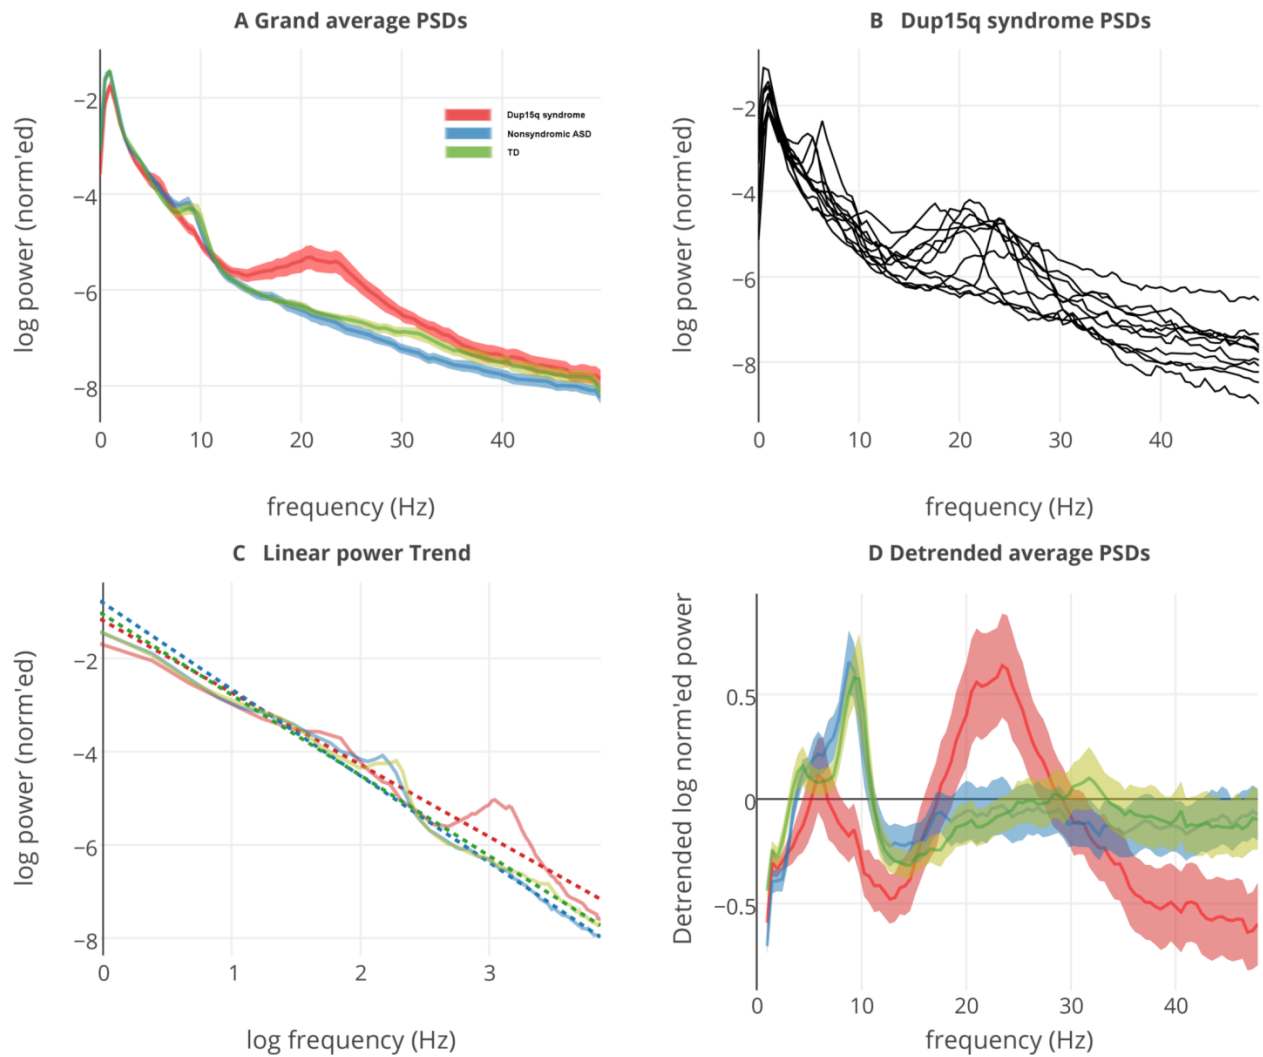 A Grand average PSDs
log power (norm'ed)
−2
−4
−6
−8
Dup15q syndrome
Nonsyndromic ASD
TD
0 10 20 30 40
frequency (Hz)
B Dup15q syndrome PSDs
log power (norm'ed)
−2
−4
−6
−8
0 10 20 30 40
frequency (Hz)
C Linear power Trend
log power (norm'ed)
−2
−4
−6
−8
0 1 2 3
log frequency (Hz)
D Detrended average PSDs
Detrended log norm'ed power
0.5
0
−0.5
0 10 20 30 40
frequency (Hz)